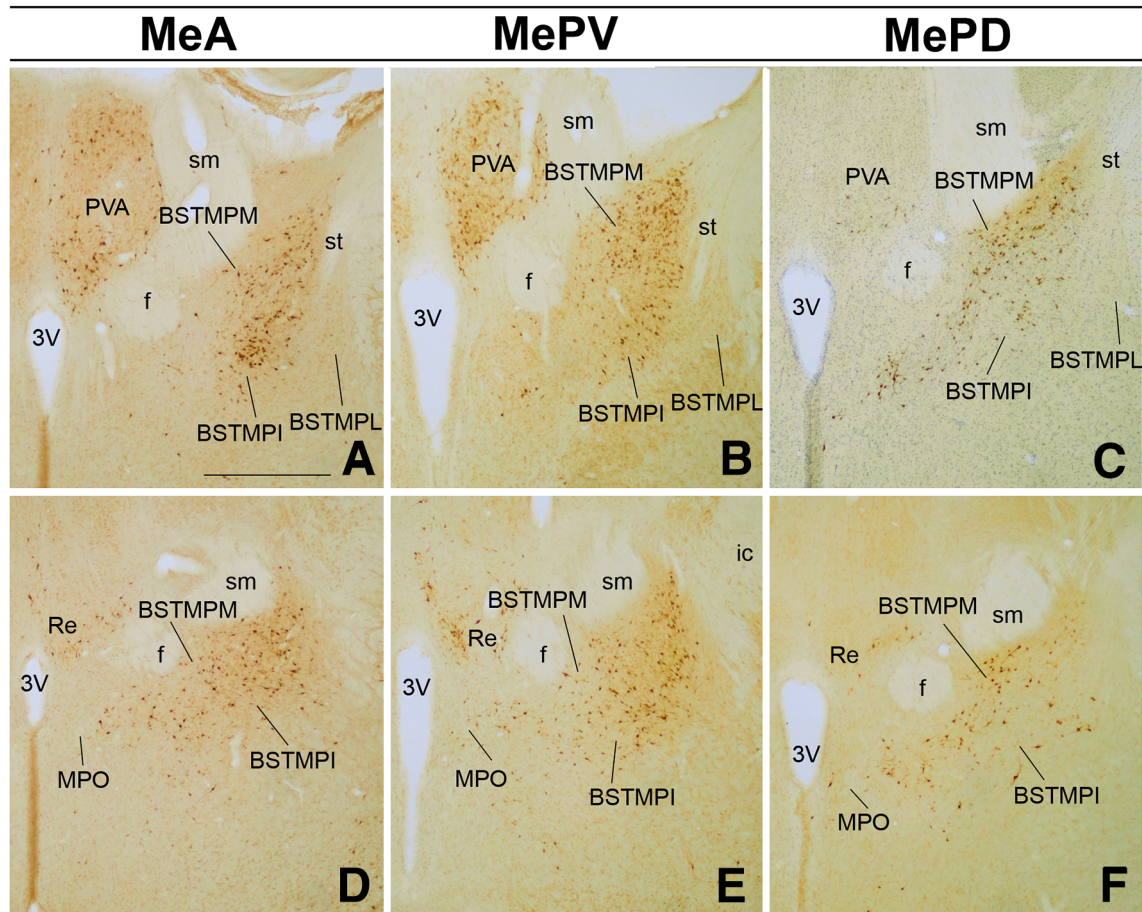 MeA MePV MePD
sm
PVA
BSTMPM
st
f
3V
BSTMPI
BSTMPL
A
sm
PVA
BSTMPM
st
f
3V
BSTMPI
BSTMPL
B
sm
st
PVA
BSTMPM
f
3V
BSTMPL
BSTMPI
C
sm
BSTMPM
Re
f
3V
BSTMPI
MPO
D
ic
sm
BSTMPM
Re
f
3V
MPO
BSTMPI
E
BSTMPM
sm
Re
f
3V
BSTMPI
MPO
F